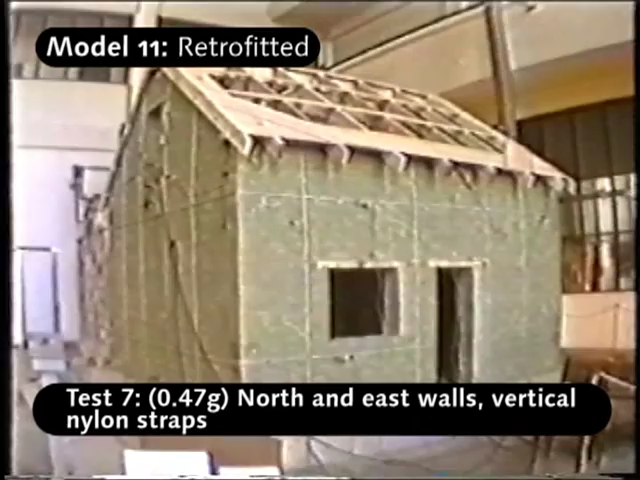 Model 11: Retrofitted
Test 7: (0.47g) North and east walls, vertical
nylon straps